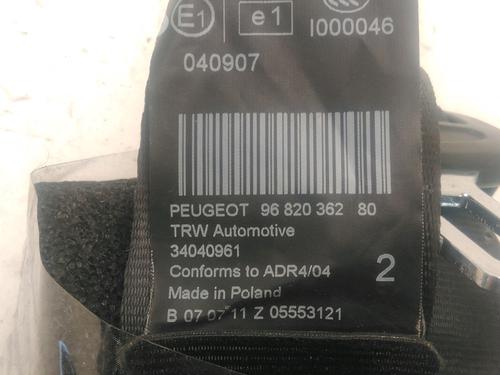 E1 e1 I000046
040907
PEUGEOT 96 820 362 80
TRW Automotive
34040961
Conforms to ADR4/04 2
Made in Poland
B 07 07 11 Z 05553121